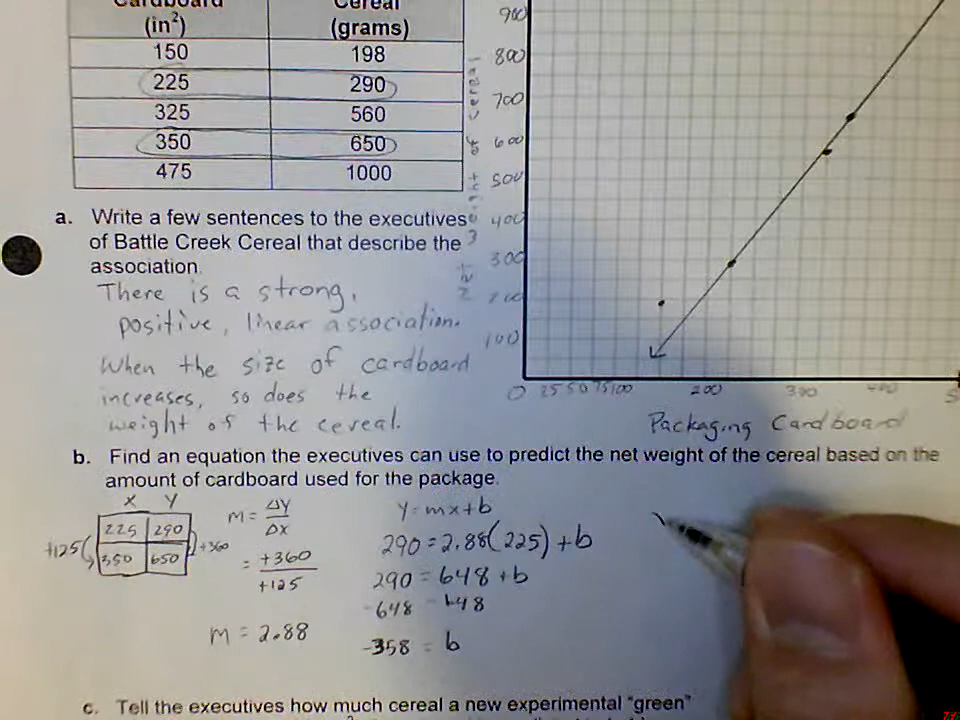 Cardboard Cereal
(in²) (grams)
150 198
225 290
325 560
350 650
475 1000
900
800
700
600
500
400
300
200
100
0 25 50 75 100 200 300 400
Packaging Cardboard
a. Write a few sentences to the executives
of Battle Creek Cereal that describe the
association.
There is a strong,
positive, linear association.
When the size of cardboard
increases, so does the
weight of the cereal.
b. Find an equation the executives can use to predict the net weight of the cereal based on the
amount of cardboard used for the package.
X Y
225 290
350 650
+125 +360
m = ΔY
ΔX
= +360
+125
m = 2.88
y = mx + b
290 = 2.88(225) + b
290 = 648 + b
-648 -648
-358 = b
c. Tell the executives how much cereal a new experimental "green"